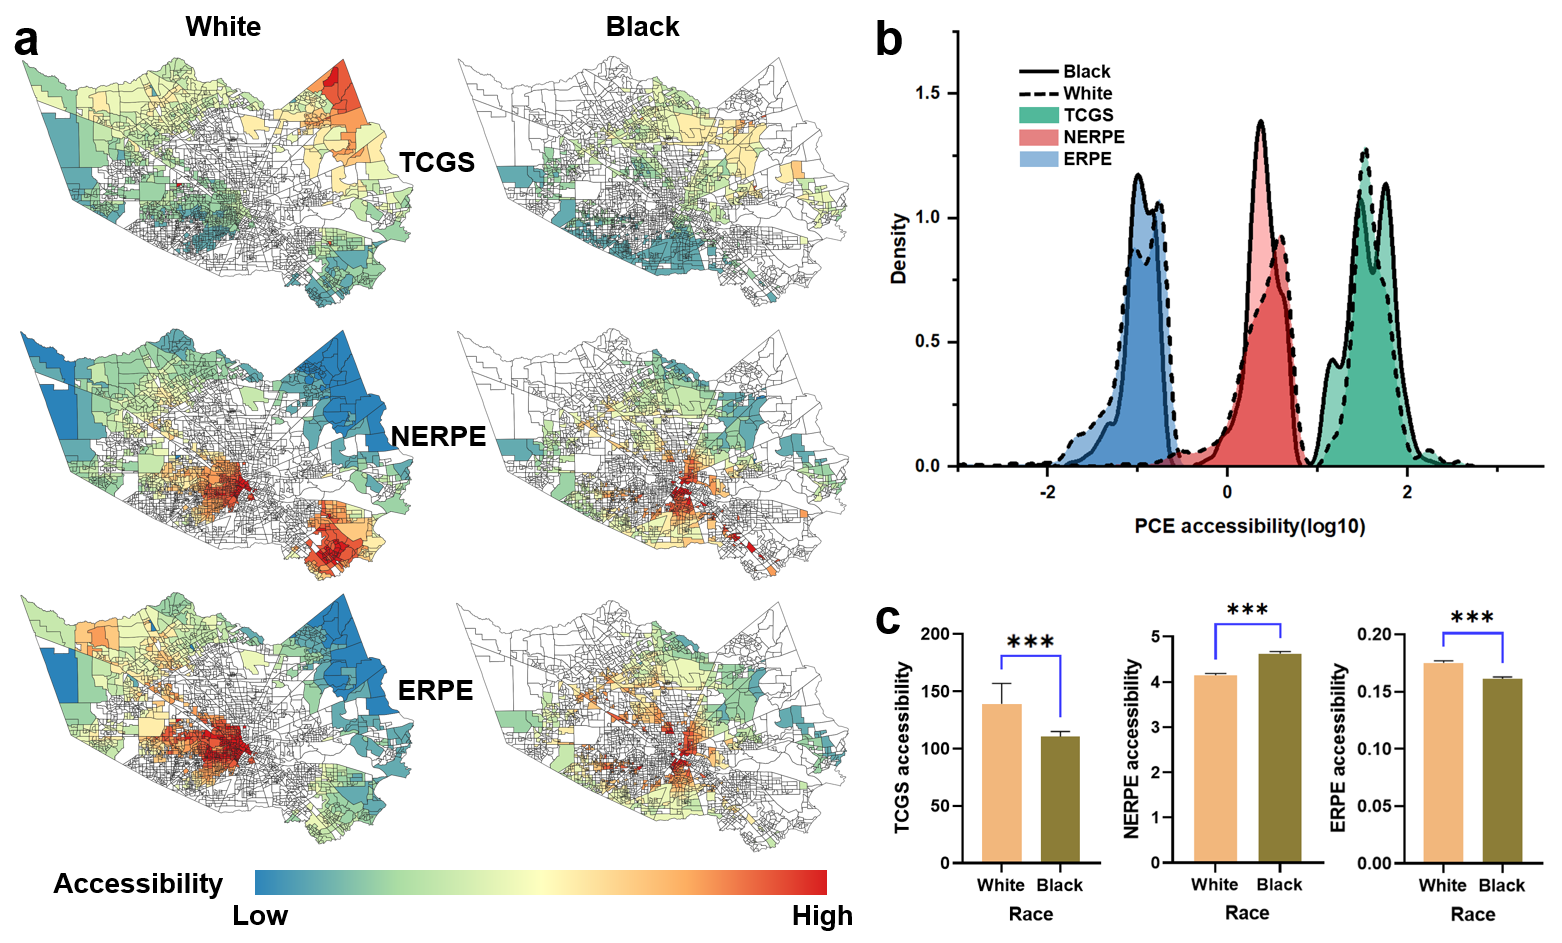 a
White
Black
TCGS
NERPE
ERPE
Accessibility
Low
High
b
Black
White
TCGS
NERPE
ERPE
Density
1.5
1.0
0.5
0.0
-2
0
2
PCE accessibility(log10)
c
TCGS accessibility
200
150
100
50
0
***
White
Black
Race
NERPE accessibility
5
4
3
2
1
0
***
White
Black
Race
ERPE accessibility
0.20
0.15
0.10
0.05
0.00
***
White
Black
Race